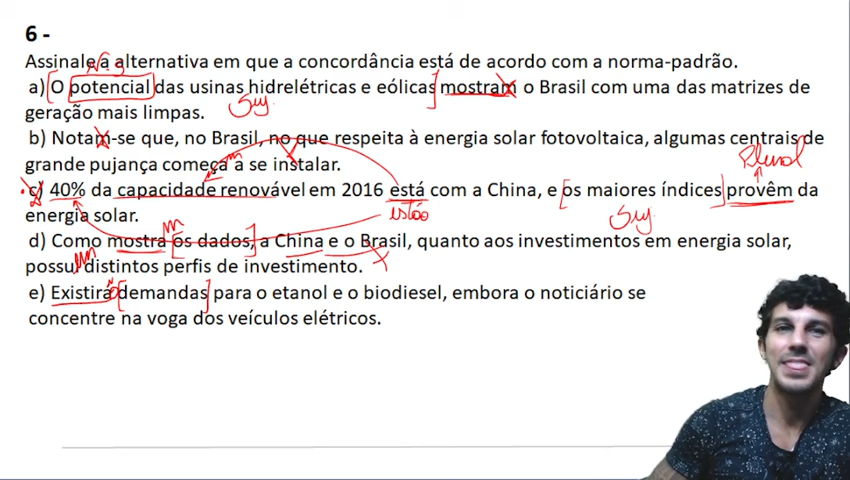 6 -
Assinale a alternativa em que a concordância está de acordo com a norma-padrão.
N. S
a) O potencial das usinas hidrelétricas e eólicas mostram o Brasil com uma das matrizes de
geração mais limpas.
Suj.
b) Notam-se que, no Brasil, no que respeita à energia solar fotovoltaica, algumas centrais de
grande pujança começa a se instalar.
m
V
Plural
c) 40% da capacidade renovável em 2016 está com a China, e os maiores índices provêm da
energia solar.
estão
Suj.
m
d) Como mostra os dados, a China e o Brasil, quanto aos investimentos em energia solar,
possui distintos perfis de investimento.
m
e) Existirá demandas para o etanol e o biodiesel, embora o noticiário se
concentre na voga dos veículos elétricos.